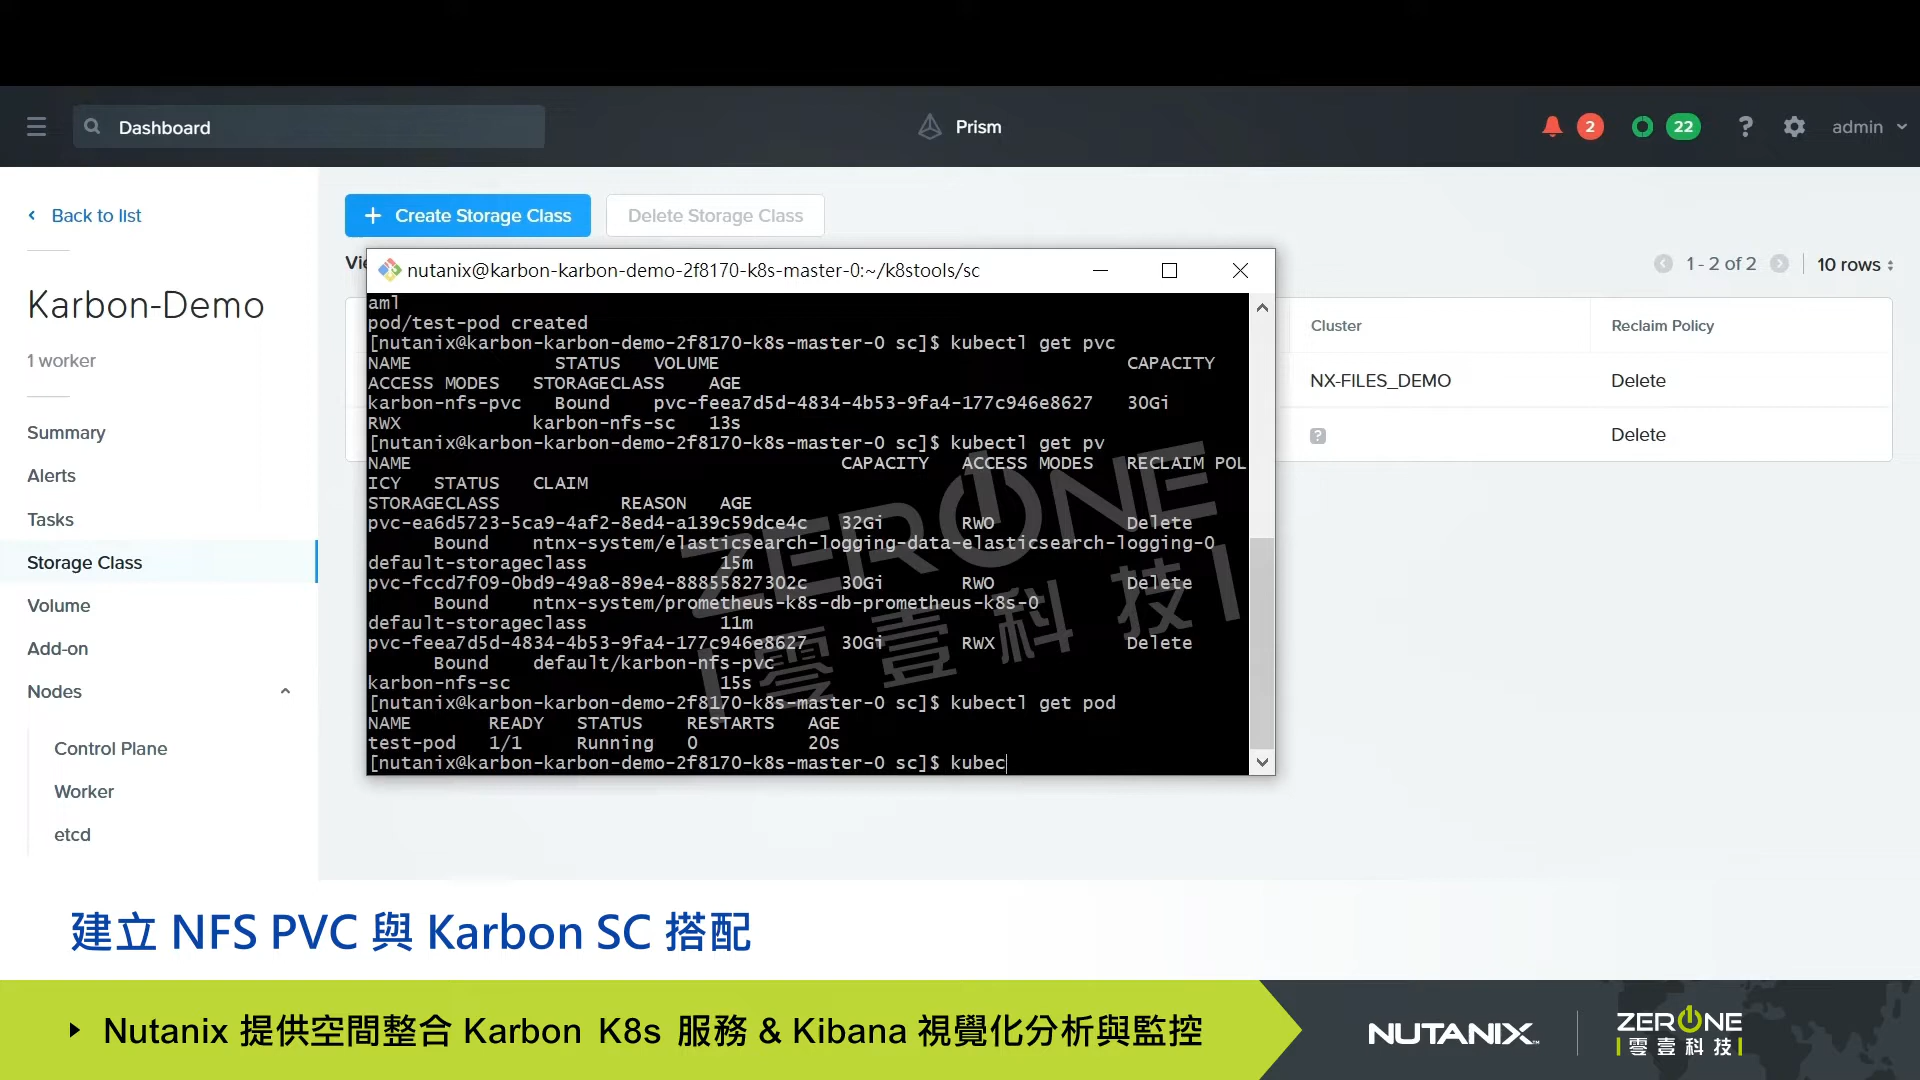 Dashboard
Prism
2
22
?
admin
Back to list
Create Storage Class
Delete Storage Class
1 - 2 of 2
10 rows
Karbon-Demo
1 worker
Summary
Alerts
Tasks
Storage Class
Volume
Add-on
Nodes
Control Plane
Worker
etcd
Cluster Reclaim Policy
NX-FILES_DEMO Delete
? Delete
nutanix@karbon-karbon-demo-2f8170-k8s-master-0:~/k8stools/sc
aml
pod/test-pod created
[nutanix@karbon-karbon-demo-2f8170-k8s-master-0 sc]$ kubectl get pvc
NAME STATUS VOLUME CAPACITY
ACCESS MODES STORAGECLASS AGE
karbon-nfs-pvc Bound pvc-feea7d5d-4834-4b53-9fa4-177c946e8627 30Gi
RWX karbon-nfs-sc 13s
[nutanix@karbon-karbon-demo-2f8170-k8s-master-0 sc]$ kubectl get pv
NAME CAPACITY ACCESS MODES RECLAIM POL
ICY STATUS CLAIM
STORAGECLASS REASON AGE
pvc-ea6d5723-5ca9-4af2-8ed4-a139c59dce4c 32Gi RWO Delete
Bound ntnx-system/elasticsearch-logging-data-elasticsearch-logging-0
default-storageclass 15m
pvc-fccd7f09-0bd9-49a8-89e4-88855827302c 30Gi RWO Delete
Bound ntnx-system/prometheus-k8s-db-prometheus-k8s-0
default-storageclass 11m
pvc-feea7d5d-4834-4b53-9fa4-177c946e8627 30Gi RWX Delete
Bound default/karbon-nfs-pvc
karbon-nfs-sc 15s
[nutanix@karbon-karbon-demo-2f8170-k8s-master-0 sc]$ kubectl get pod
NAME READY STATUS RESTARTS AGE
test-pod 1/1 Running 0 20s
[nutanix@karbon-karbon-demo-2f8170-k8s-master-0 sc]$ kubec
ZERONE
零壹科技
建立 NFS PVC 與 Karbon SC 搭配
Nutanix 提供空間整合 Karbon K8s 服務 & Kibana 視覺化分析與監控
NUTANIX
ZERONE
零壹科技